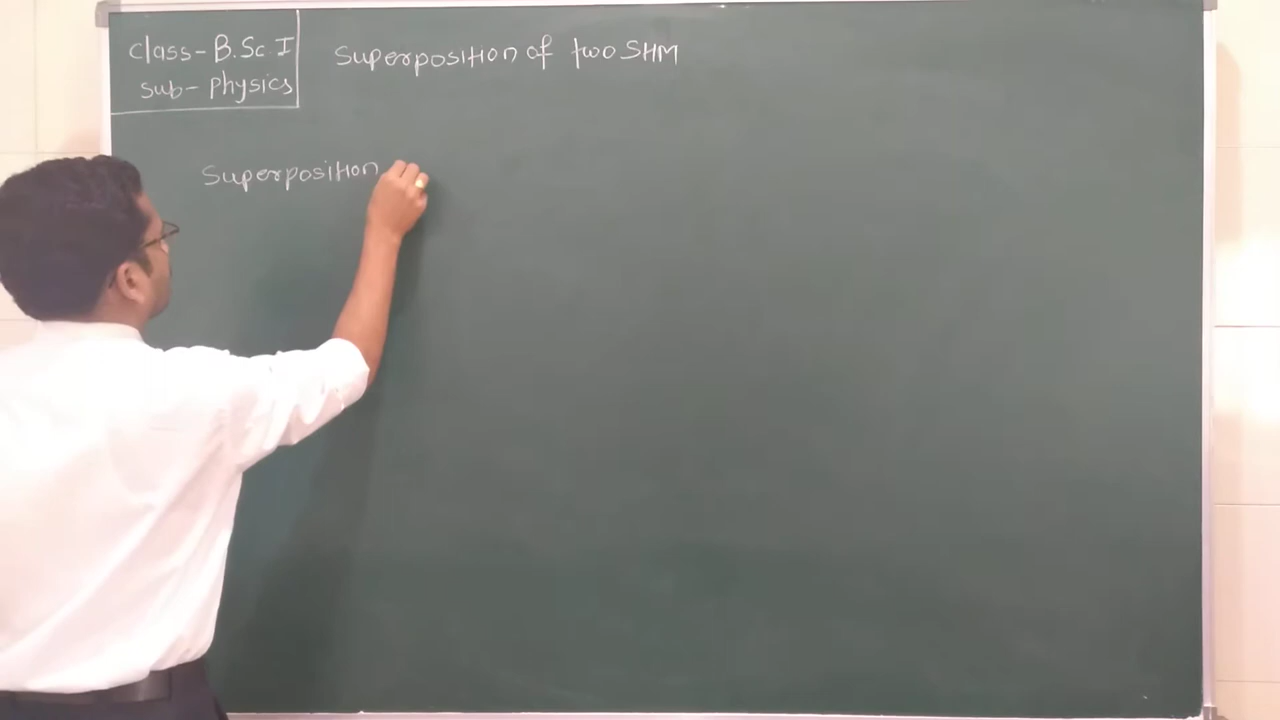 Class - B.Sc I
Sub - Physics
Superposition of two SHM
Superposition